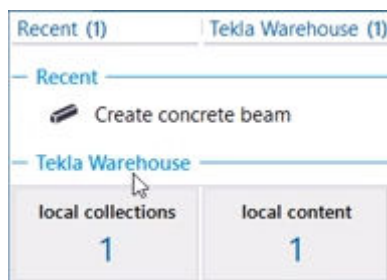 Recent (1) Tekla Warehouse (1)
Recent
Create concrete beam
Tekla Warehouse
local collections local content
1 1